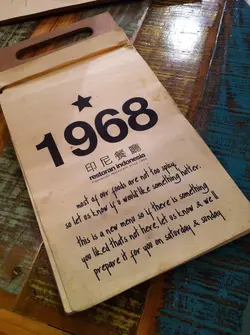 1968
印尼餐廳
restoran indonesia
most of our foods are not too spicy,
so let us know if u would like something hotter.
this is a new menu so if there is something
you liked thats not here, let us know & we'll
prepare it for you on saturday & sunday